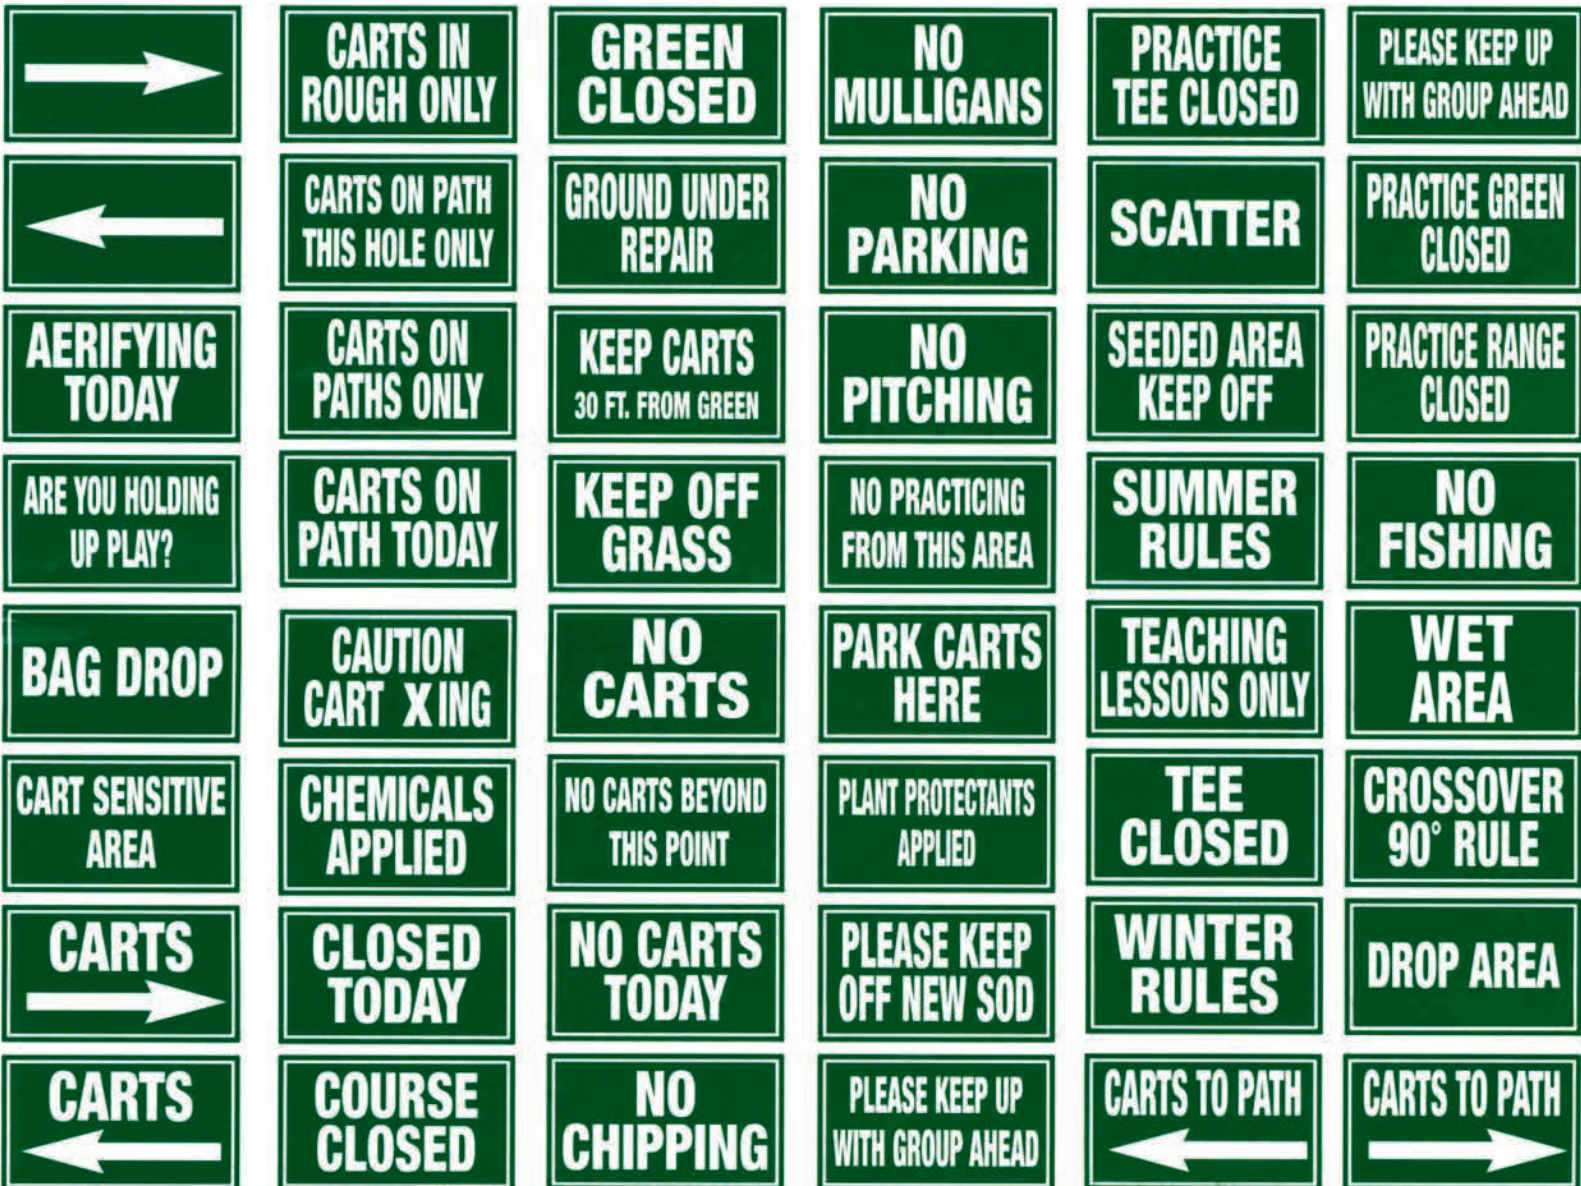 CARTS IN
ROUGH ONLY
GREEN
CLOSED
NO
MULLIGANS
PRACTICE
TEE CLOSED
PLEASE KEEP UP
WITH GROUP AHEAD
CARTS ON PATH
THIS HOLE ONLY
GROUND UNDER
REPAIR
NO
PARKING
SCATTER
PRACTICE GREEN
CLOSED
AERIFYING
TODAY
CARTS ON
PATHS ONLY
KEEP CARTS
30 FT. FROM GREEN
NO
PITCHING
SEEDED AREA
KEEP OFF
PRACTICE RANGE
CLOSED
ARE YOU HOLDING
UP PLAY?
CARTS ON
PATH TODAY
KEEP OFF
GRASS
NO PRACTICING
FROM THIS AREA
SUMMER
RULES
NO
FISHING
BAG DROP
CAUTION
CART X ING
NO
CARTS
PARK CARTS
HERE
TEACHING
LESSONS ONLY
WET
AREA
CART SENSITIVE
AREA
CHEMICALS
APPLIED
NO CARTS BEYOND
THIS POINT
PLANT PROTECTANTS
APPLIED
TEE
CLOSED
CROSSOVER
90° RULE
CARTS
CLOSED
TODAY
NO CARTS
TODAY
PLEASE KEEP
OFF NEW SOD
WINTER
RULES
DROP AREA
CARTS
COURSE
CLOSED
NO
CHIPPING
PLEASE KEEP UP
WITH GROUP AHEAD
CARTS TO PATH
CARTS TO PATH